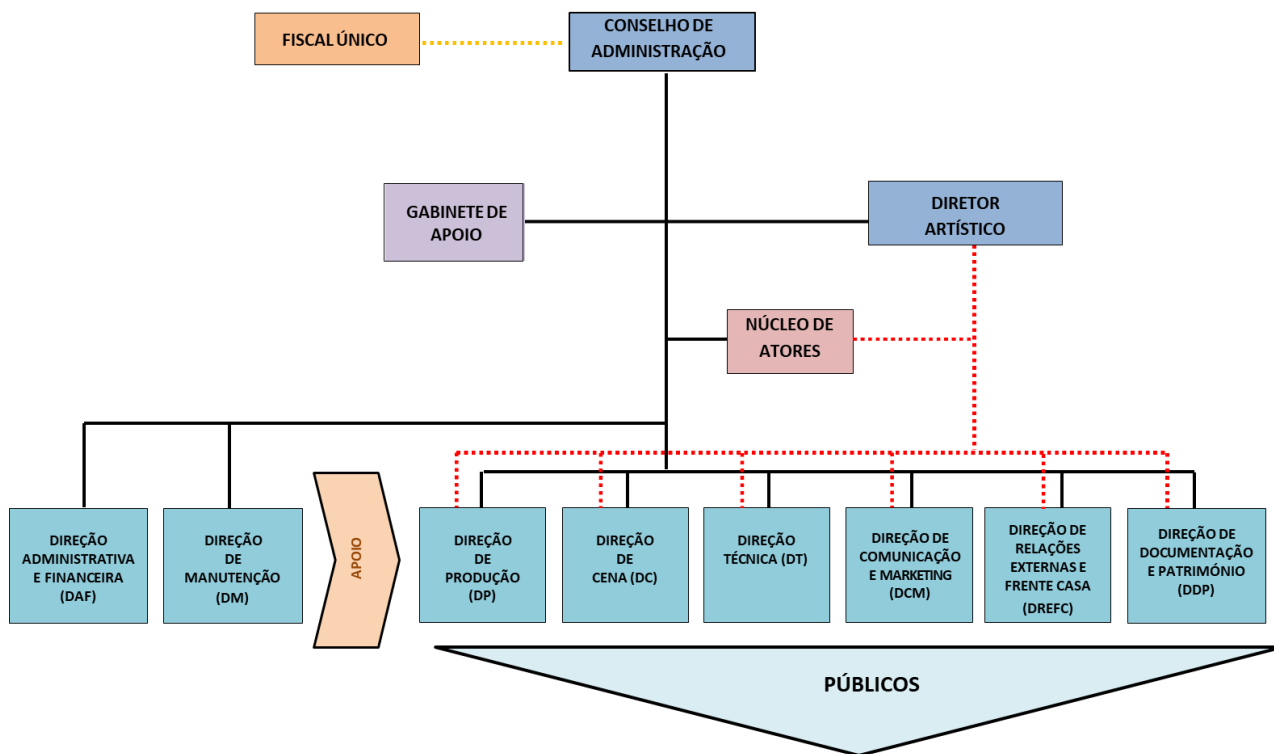 FISCAL ÚNICO
CONSELHO DE
ADMINISTRAÇÃO
GABINETE DE
APOIO
DIRETOR
ARTÍSTICO
NÚCLEO DE
ATORES
DIREÇÃO
ADMINISTRATIVA
E FINANCEIRA
(DAF)
DIREÇÃO
DE
MANUTENÇÃO
(DM)
APOIO
DIREÇÃO
DE
PRODUÇÃO
(DP)
DIREÇÃO
DE
CENA (DC)
DIREÇÃO
TÉCNICA (DT)
DIREÇÃO DE
COMUNICAÇÃO
E MARKETING
(DCM)
DIREÇÃO DE
RELAÇÕES
EXTERNAS E
FRENTE CASA
(DREFC)
DIREÇÃO DE
DOCUMENTAÇÃO
E PATRIMÓNIO
(DDP)
PÚBLICOS